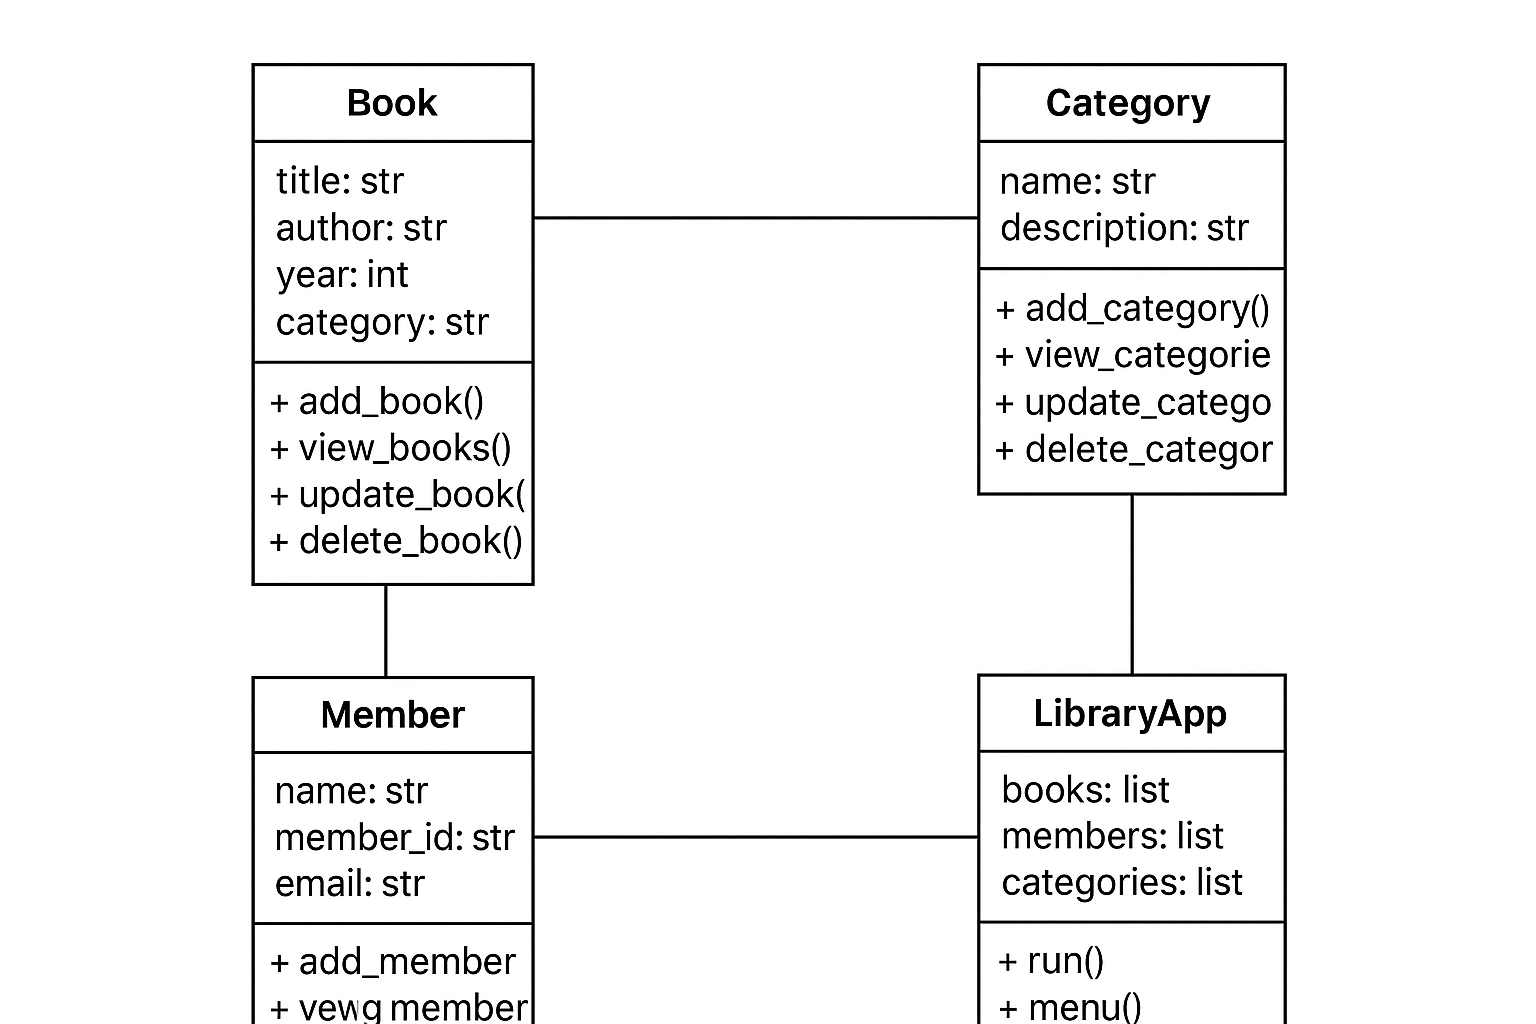 Book
title: str
author: str
year: int
category: str
+ add_book()
+ view_books()
+ update_book(
+ delete_book()
Category
name: str
description: str
+ add_category()
+ view_categorie
+ update_catego
+ delete_categor
Member
name: str
member_id: str
email: str
+ add_member
+ vewg member
LibraryApp
books: list
members: list
categories: list
+ run()
+ menu()